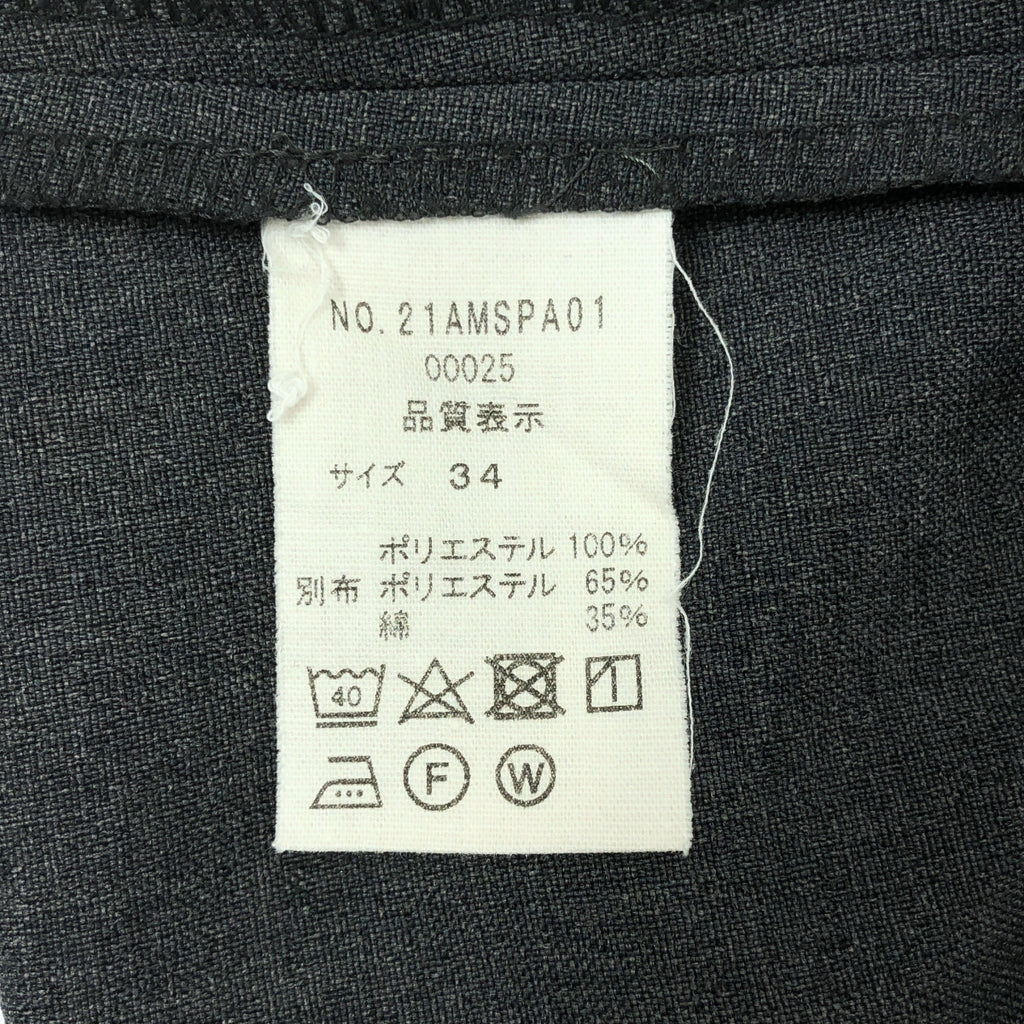 NO. 21AMSPA01
00025
品質表示
サイズ 34
ポリエステル 100%
別布 ポリエステル 65%
綿 35%
40
F W